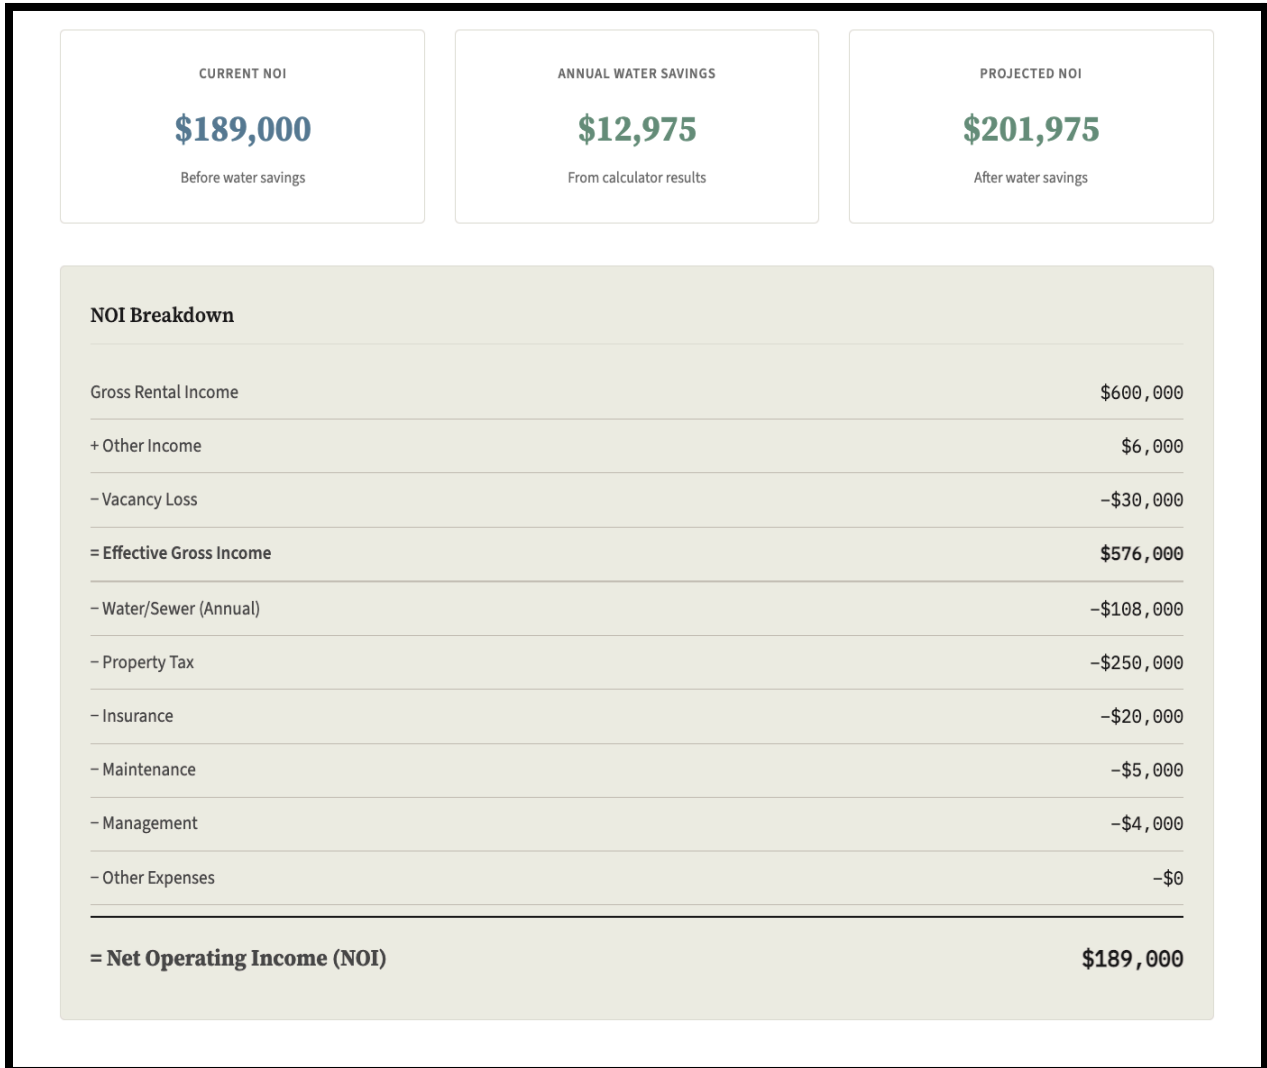 CURRENT NOI
$189,000
Before water savings
ANNUAL WATER SAVINGS
$12,975
From calculator results
PROJECTED NOI
$201,975
After water savings
NOI Breakdown
Gross Rental Income $600,000
+ Other Income $6,000
− Vacancy Loss −$30,000
= Effective Gross Income $576,000
− Water/Sewer (Annual) −$108,000
− Property Tax −$250,000
− Insurance −$20,000
− Maintenance −$5,000
− Management −$4,000
− Other Expenses −$0
= Net Operating Income (NOI) $189,000